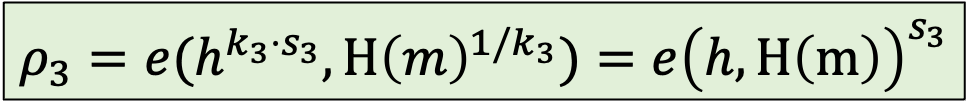 ρ₃ = e(h^{k₃·s₃}, H(m)^{1/k₃}) = e(h, H(m))^{s₃}